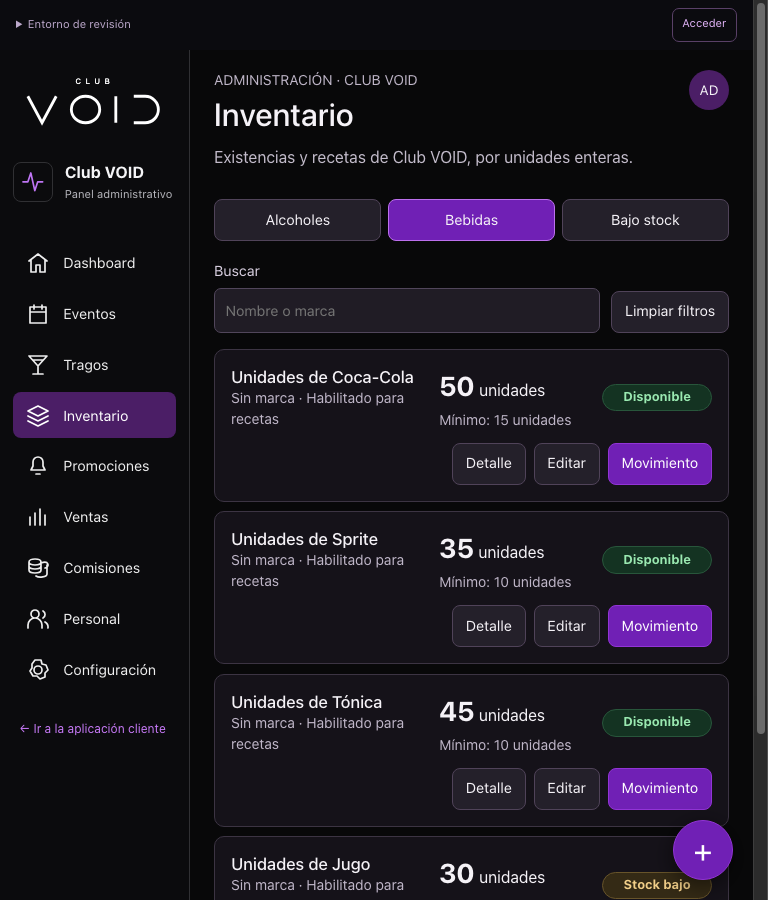 ▶ Entorno de revisión
Acceder
CLUB
VOID
Club VOID
Panel administrativo
Dashboard
Eventos
Tragos
Inventario
Promociones
Ventas
Comisiones
Personal
Configuración
← Ir a la aplicación cliente
ADMINISTRACIÓN · CLUB VOID
AD
Inventario
Existencias y recetas de Club VOID, por unidades enteras.
Alcoholes
Bebidas
Bajo stock
Buscar
Nombre o marca
Limpiar filtros
Unidades de Coca-Cola
Sin marca · Habilitado para
recetas
50 unidades
Mínimo: 15 unidades
Disponible
Detalle
Editar
Movimiento
Unidades de Sprite
Sin marca · Habilitado para
recetas
35 unidades
Mínimo: 10 unidades
Disponible
Detalle
Editar
Movimiento
Unidades de Tónica
Sin marca · Habilitado para
recetas
45 unidades
Mínimo: 10 unidades
Disponible
Detalle
Editar
Movimiento
Unidades de Jugo
Sin marca · Habilitado para
30 unidades
Stock bajo
+